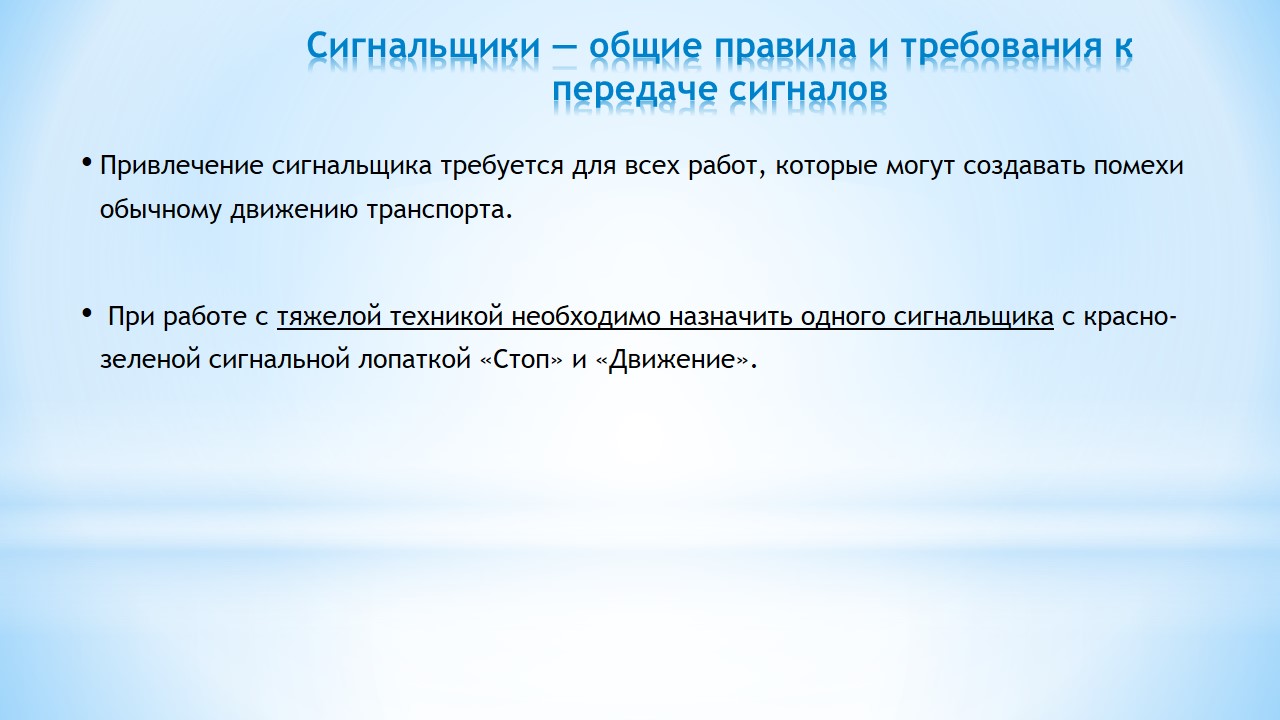 Сигнальщики — общие правила и требования к
передаче сигналов
• Привлечение сигнальщика требуется для всех работ, которые могут создавать помехи
обычному движению транспорта.
• При работе с тяжелой техникой необходимо назначить одного сигнальщика с красно-
зеленой сигнальной лопаткой «Стоп» и «Движение».